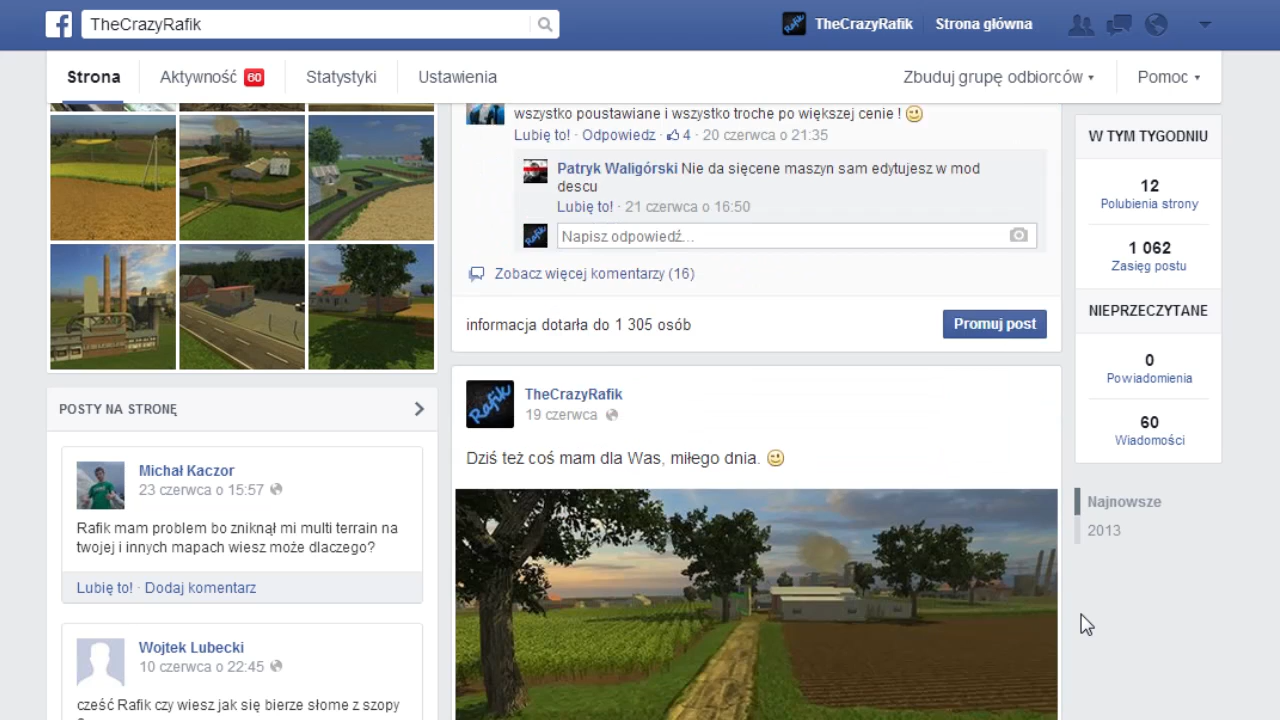 TheCrazyRafik
TheCrazyRafik
Strona główna
Strona
Aktywność 60
Statystyki
Ustawienia
Zbuduj grupę odbiorców
Pomoc
wszystko poustawiane i wszystko troche po większej cenie !
Lubię to! · Odpowiedz · 4 · 20 czerwca o 21:35
Patryk Waligórski Nie da sięcene maszyn sam edytujesz w mod
descu
Lubię to! · 21 czerwca o 16:50
Rafik
Napisz odpowiedź...
Zobacz więcej komentarzy (16)
informacja dotarła do 1 305 osób
Promuj post
Rafik
TheCrazyRafik
19 czerwca
Dziś też coś mam dla Was, miłego dnia.
POSTY NA STRONĘ
Michał Kaczor
23 czerwca o 15:57
Rafik mam problem bo zniknął mi multi terrain na
twojej i innych mapach wiesz może dlaczego?
Lubię to! · Dodaj komentarz
Wojtek Lubecki
10 czerwca o 22:45
cześć Rafik czy wiesz jak się bierze słome z szopy
W TYM TYGODNIU
12
Polubienia strony
1 062
Zasięg postu
NIEPRZECZYTANE
0
Powiadomienia
60
Wiadomości
Najnowsze
2013